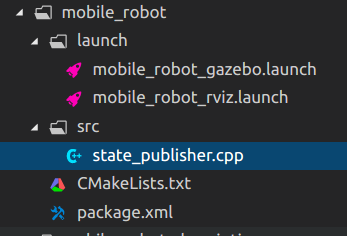 mobile_robot
launch
mobile_robot_gazebo.launch
mobile_robot_rviz.launch
src
state_publisher.cpp
CMakeLists.txt
package.xml